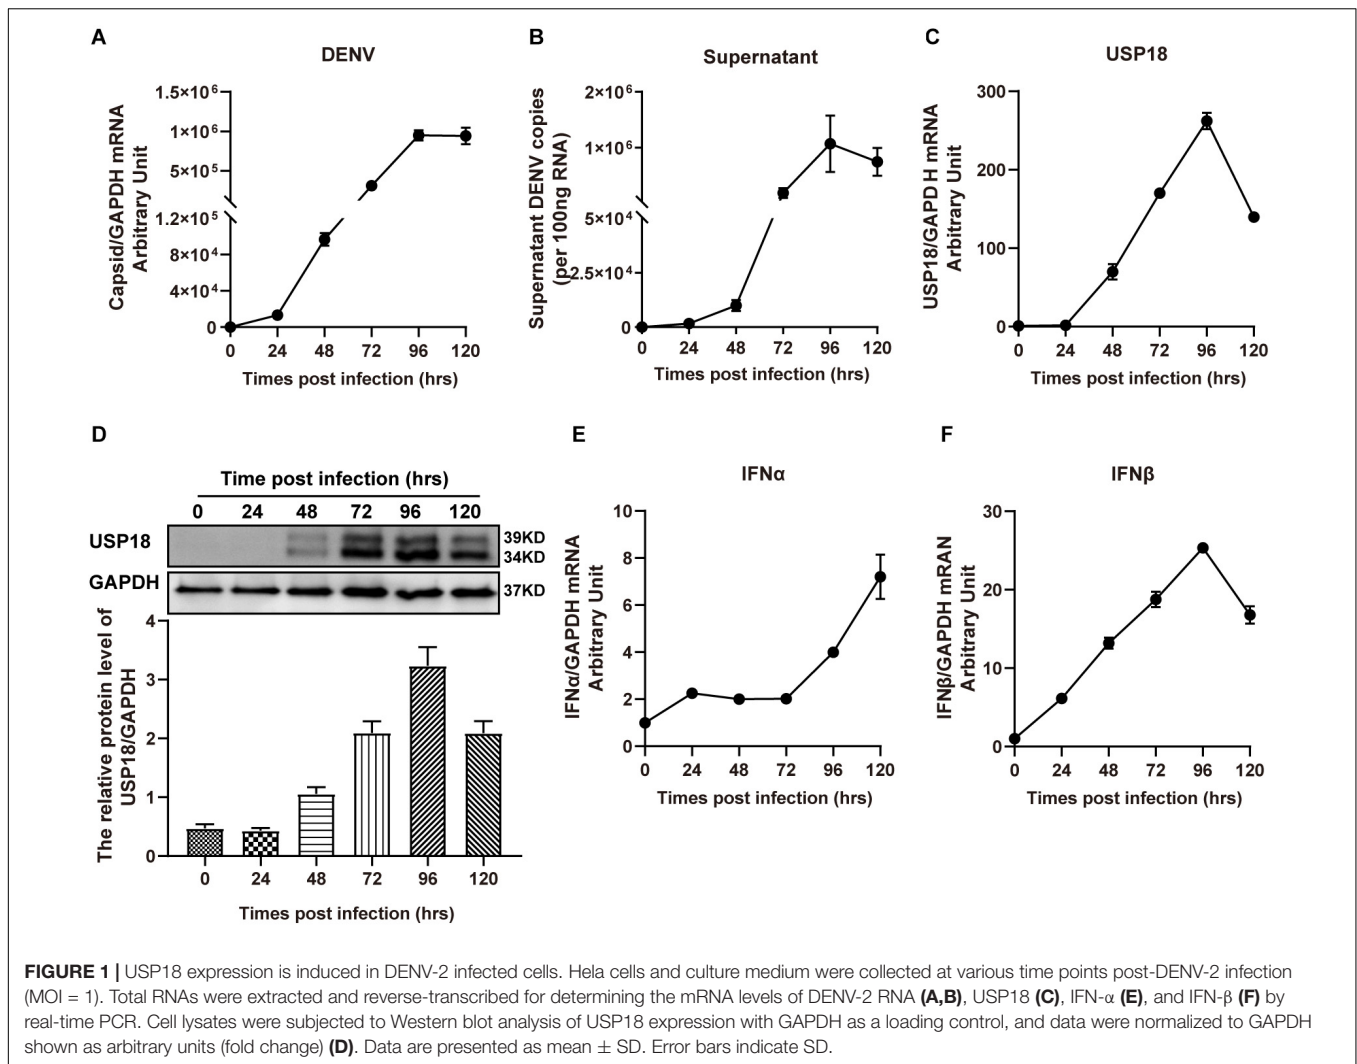 A
DENV
Capsid/GAPDH mRNA
Arbitrary Unit
1.5×10⁶
1×10⁶
5×10⁵
1.2×10⁵
8×10⁴
4×10⁴
0
0 24 48 72 96 120
Times post infection (hrs)
B
Supernatant
Supernatant DENV copies
(per 100ng RNA)
2×10⁶
1×10⁶
5×10⁴
2.5×10⁴
0
0 24 48 72 96 120
Times post infection (hrs)
C
USP18
USP18/GAPDH mRNA
Arbitrary Unit
300
200
100
0
0 24 48 72 96 120
Times post infection (hrs)
D
Time post infection (hrs)
0 24 48 72 96 120
USP18
39KD
34KD
GAPDH
37KD
The relative protein level of
USP18/GAPDH
4
3
2
1
0
0 24 48 72 96 120
Times post infection (hrs)
E
IFNα
IFNα/GAPDH mRNA
Arbitrary Unit
10
8
6
4
2
0
0 24 48 72 96 120
Times post infection (hrs)
F
IFNβ
IFNβ/GAPDH mRAN
Arbitrary Unit
30
20
10
0
0 24 48 72 96 120
Times post infection (hrs)
FIGURE 1 | USP18 expression is induced in DENV-2 infected cells. Hela cells and culture medium were collected at various time points post-DENV-2 infection
(MOI = 1). Total RNAs were extracted and reverse-transcribed for determining the mRNA levels of DENV-2 RNA (A,B), USP18 (C), IFN-α (E), and IFN-β (F) by
real-time PCR. Cell lysates were subjected to Western blot analysis of USP18 expression with GAPDH as a loading control, and data were normalized to GAPDH
shown as arbitrary units (fold change) (D). Data are presented as mean ± SD. Error bars indicate SD.